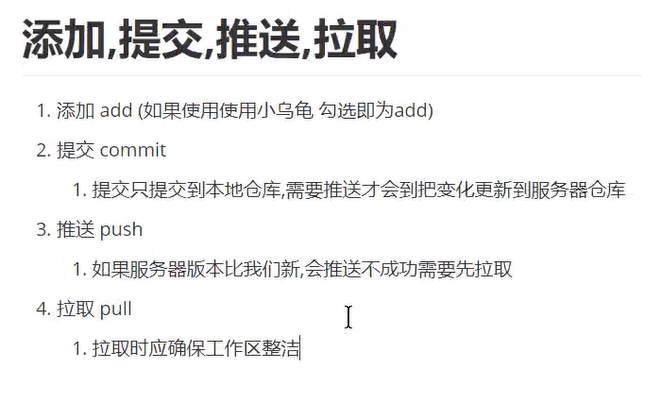 添加,提交,推送,拉取
1. 添加 add (如果使用使用小乌龟 勾选即为add)
2. 提交 commit
1. 提交只提交到本地仓库,需要推送才会到把变化更新到服务器仓库
3. 推送 push
1. 如果服务器版本比我们新,会推送不成功需要先拉取
4. 拉取 pull
1. 拉取时应确保工作区整洁